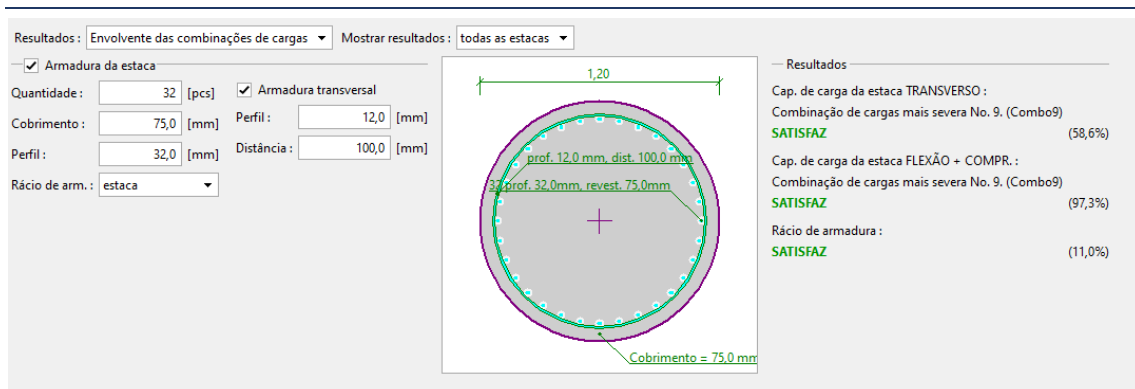 Resultados : Envolvente das combinações de cargas Mostrar resultados : todas as estacas
Armadura da estaca
Quantidade : 32 [pcs]
Cobrimento : 75,0 [mm]
Perfil : 32,0 [mm]
Rácio de arm. : estaca
Armadura transversal
Perfil : 12,0 [mm]
Distância : 100,0 [mm]
1,20
prof. 12,0 mm, dist. 100,0 mm
32 prof. 32,0mm, revest. 75,0mm
Cobrimento = 75,0 mm
Resultados
Cap. de carga da estaca TRANSVERSO :
Combinação de cargas mais severa No. 9. (Combo9)
SATISFAZ (58,6%)
Cap. de carga da estaca FLEXÃO + COMPR. :
Combinação de cargas mais severa No. 9. (Combo9)
SATISFAZ (97,3%)
Rácio de armadura :
SATISFAZ (11,0%)